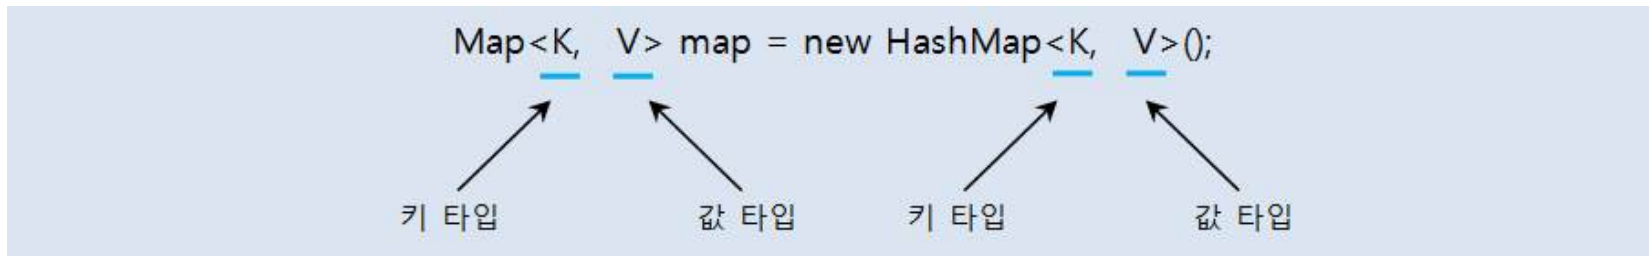 Map<K, V> map = new HashMap<K, V>();
키 타입 값 타입 키 타입 값 타입